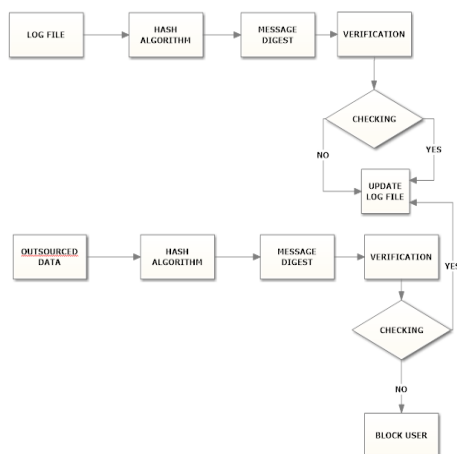 LOG FILE
HASH
ALGORITHM
MESSAGE
DIGEST
VERIFICATION
CHECKING
NO
YES
UPDATE
LOG FILE
OUTSOURCED
DATA
HASH
ALGORITHM
MESSAGE
DIGEST
VERIFICATION
YES
CHECKING
NO
BLOCK USER